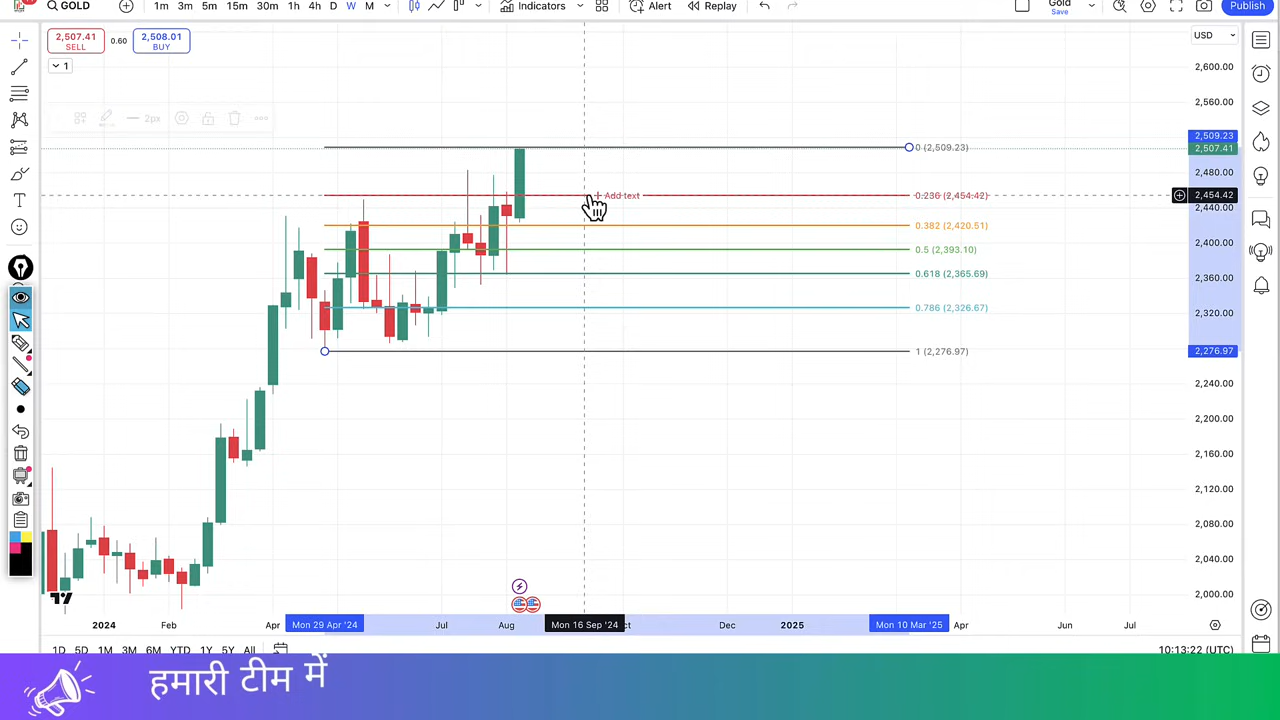 GOLD
1m 3m 5m 15m 30m 1h 4h D W M
Indicators
Alert
Replay
Gold
Save
Publish
2,507.41
SELL
0.60
2,508.01
BUY
1
USD
2px
2,600.00
2,560.00
2,509.23
2,507.41
2,480.00
2,454.42
2,440.00
2,400.00
2,360.00
2,320.00
2,276.97
2,240.00
2,200.00
2,160.00
2,120.00
2,080.00
2,040.00
2,000.00
0 (2,509.23)
Add text
0.236 (2,454.42)
0.382 (2,420.51)
0.5 (2,393.10)
0.618 (2,365.69)
0.786 (2,326.67)
1 (2,276.97)
2024 Feb Apr Mon 29 Apr '24 Jul Aug Mon 16 Sep '24 ct Dec 2025 Mon 10 Mar '25 Apr Jun Jul
1D 5D 1M 3M 6M YTD 1Y 5Y All
10:13:22 (UTC)
हमारी टीम में